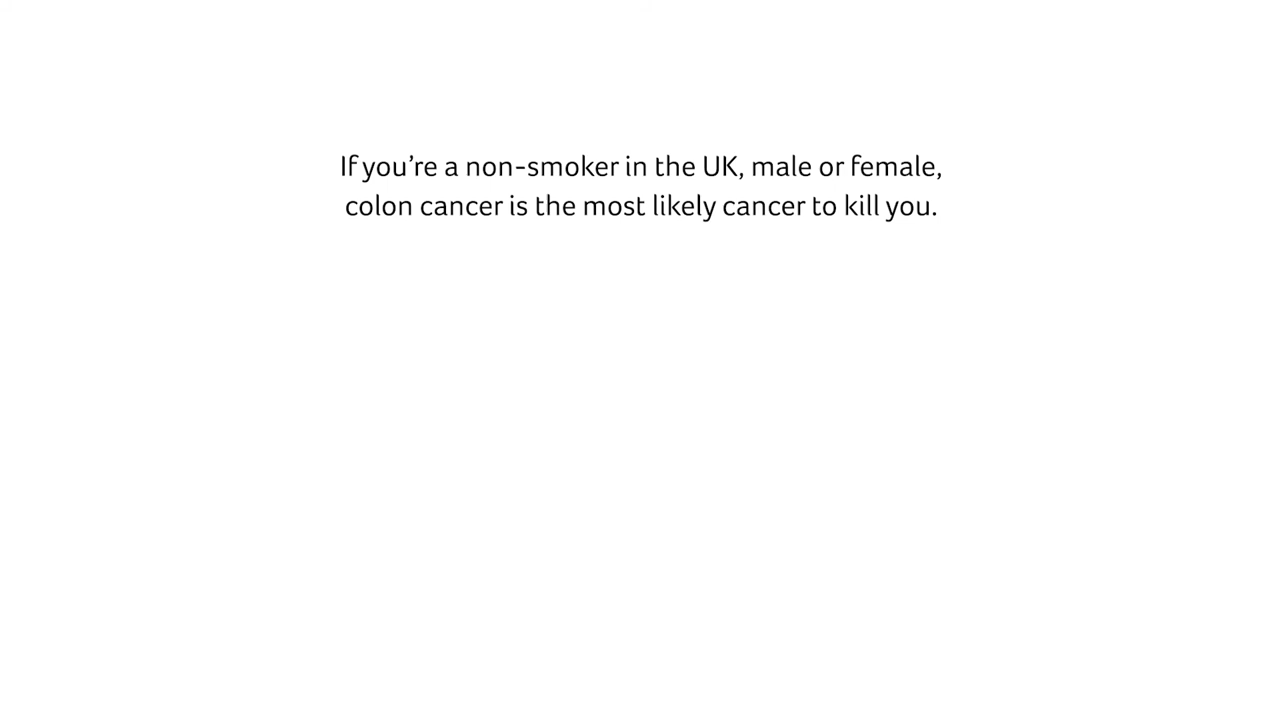 If you’re a non-smoker in the UK, male or female,
colon cancer is the most likely cancer to kill you.